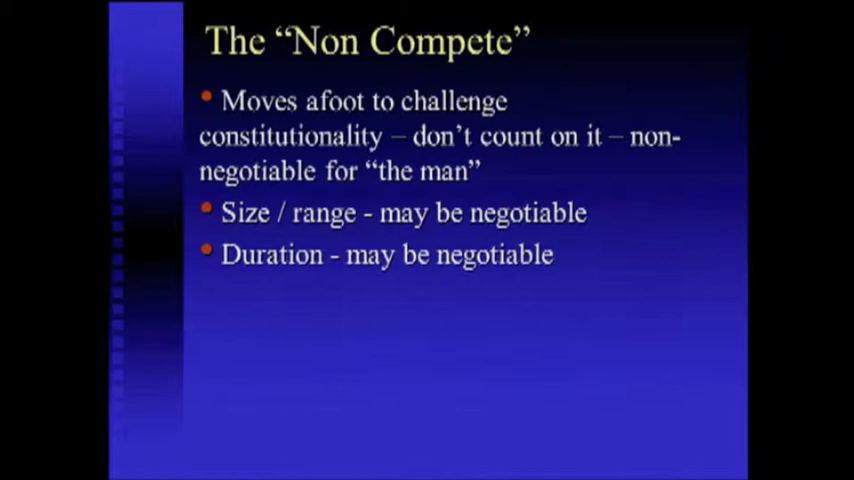 The “Non Compete”
• Moves afoot to challenge
constitutionality – don’t count on it – non-
negotiable for “the man”
• Size / range - may be negotiable
• Duration - may be negotiable